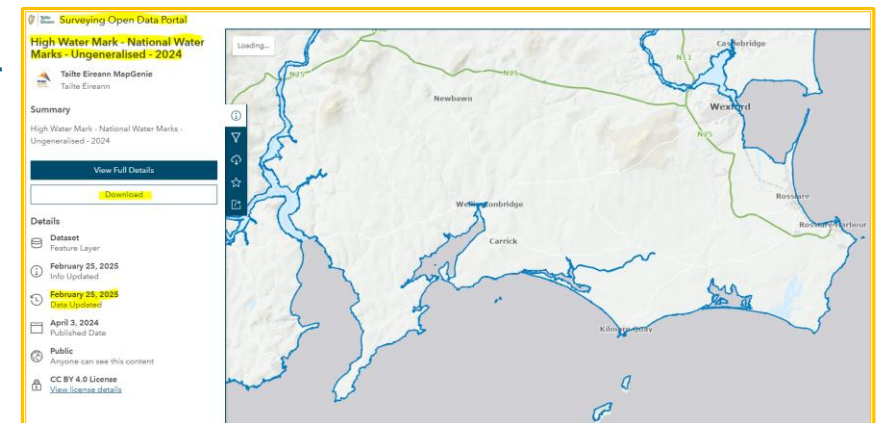 Tailte Éireann Surveying Open Data Portal
High Water Mark - National Water
Marks - Ungeneralised - 2024
Tailte Eireann MapGenie
Tailte Eireann
Summary
High Water Mark - National Water Marks -
Ungeneralised - 2024
View Full Details
Download
Details
Dataset
Feature Layer
February 25, 2025
Info Updated
February 25, 2025
Data Updated
April 3, 2024
Published Date
Public
Anyone can see this content
CC BY 4.0 License
View license details
Loading...
Castlebridge
N11
N25
N25
Newbawn
Wexford
N25
Wellingtonbridge
Rosslare
Rosslare Harbour
Carrick
Kilmore Quay